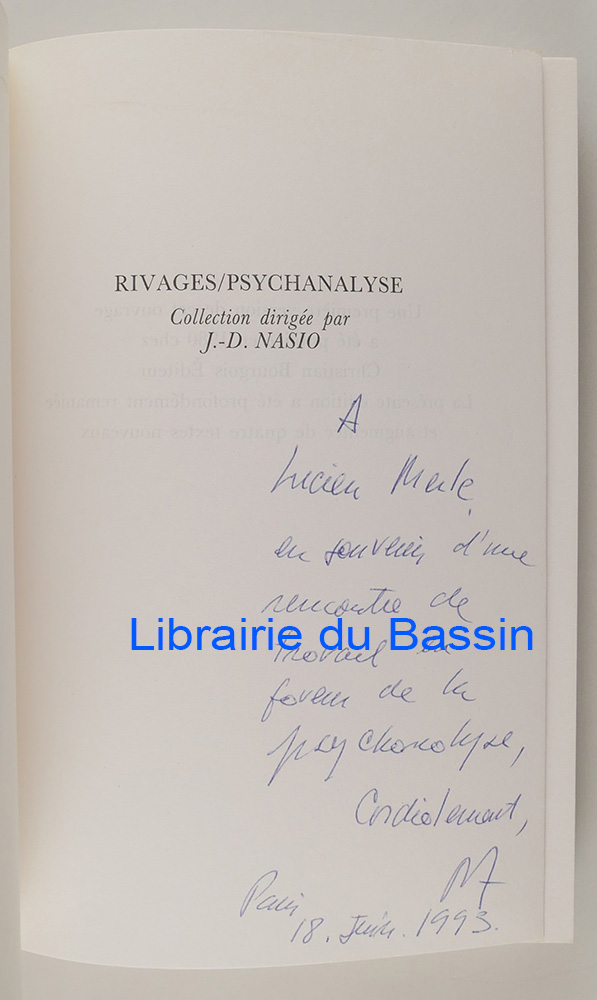 RIVAGES/PSYCHANALYSE
Collection dirigée par
J.-D. NASIO
A
Lucien Merle,
en souvenir d'une
rencontre de
Librairie du Bassin
travail en
faveur de la
psychanalyse,
Cordialement,
Paris
18. Juin. 1993.